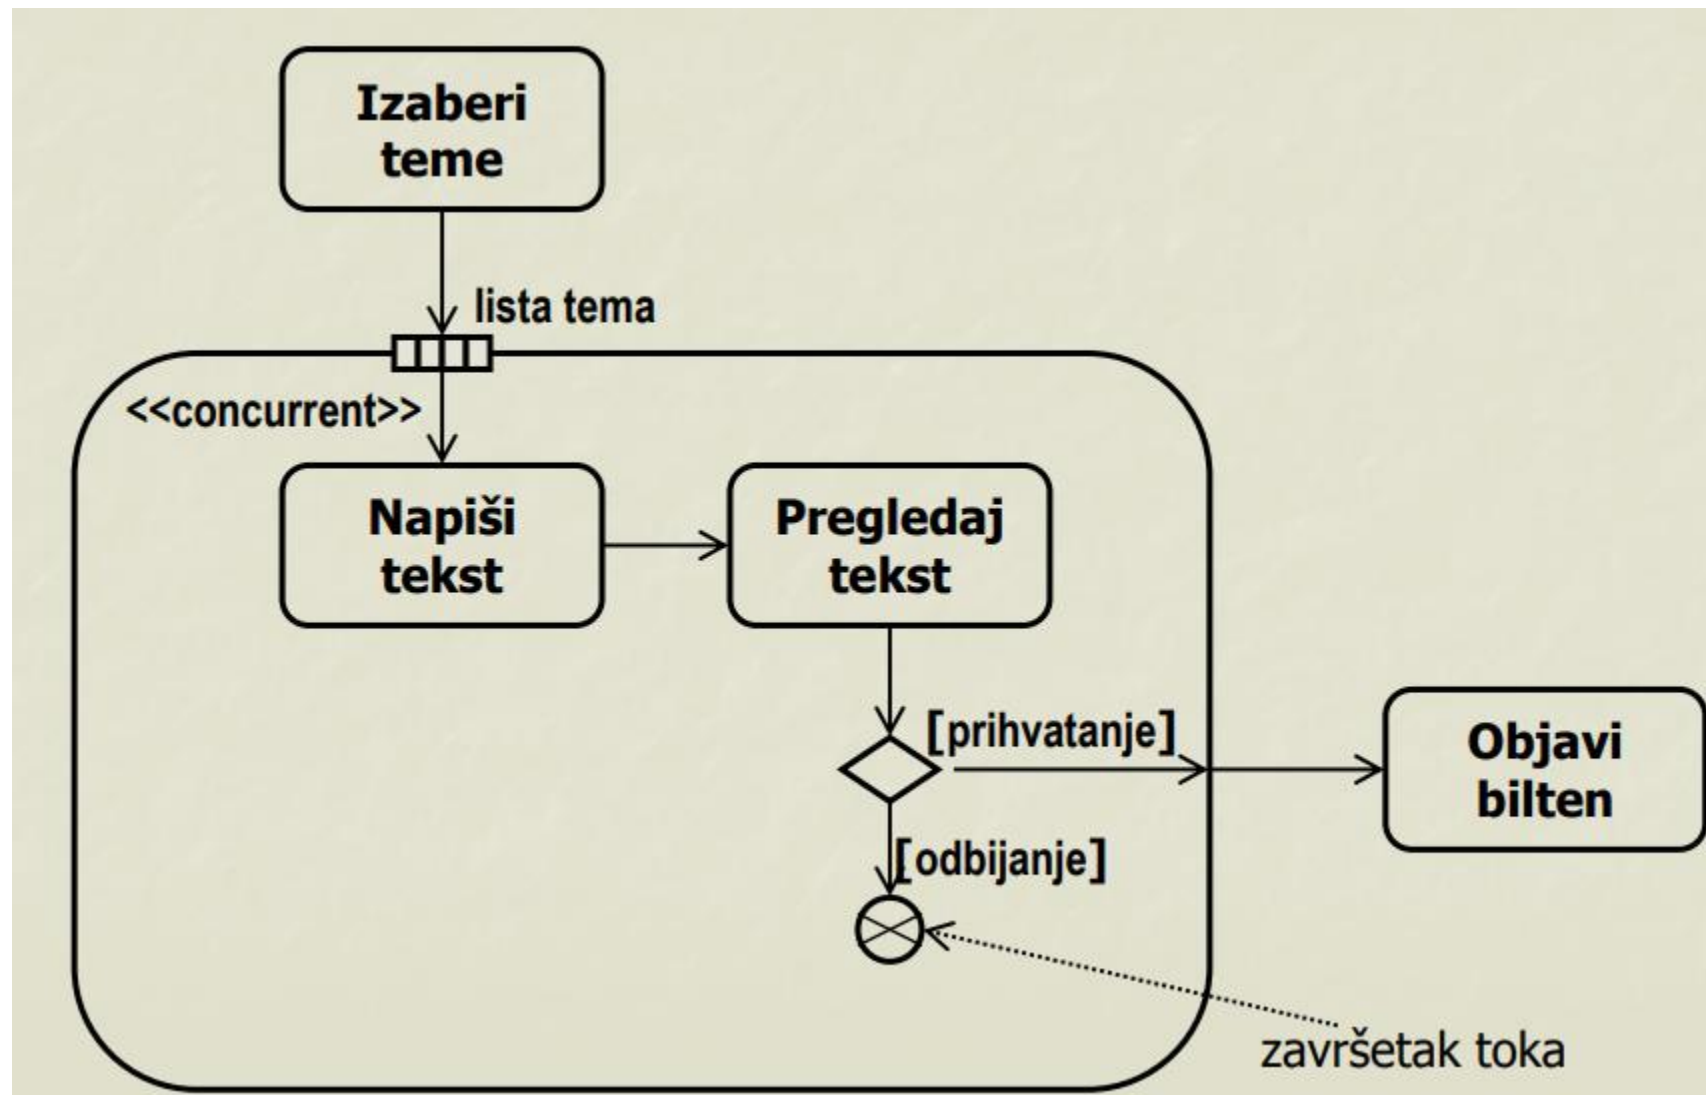 Izaberi
teme
lista tema
<<concurrent>>
Napiši
tekst
Pregledaj
tekst
[prihvatanje]
Objavi
bilten
[odbijanje]
završetak toka